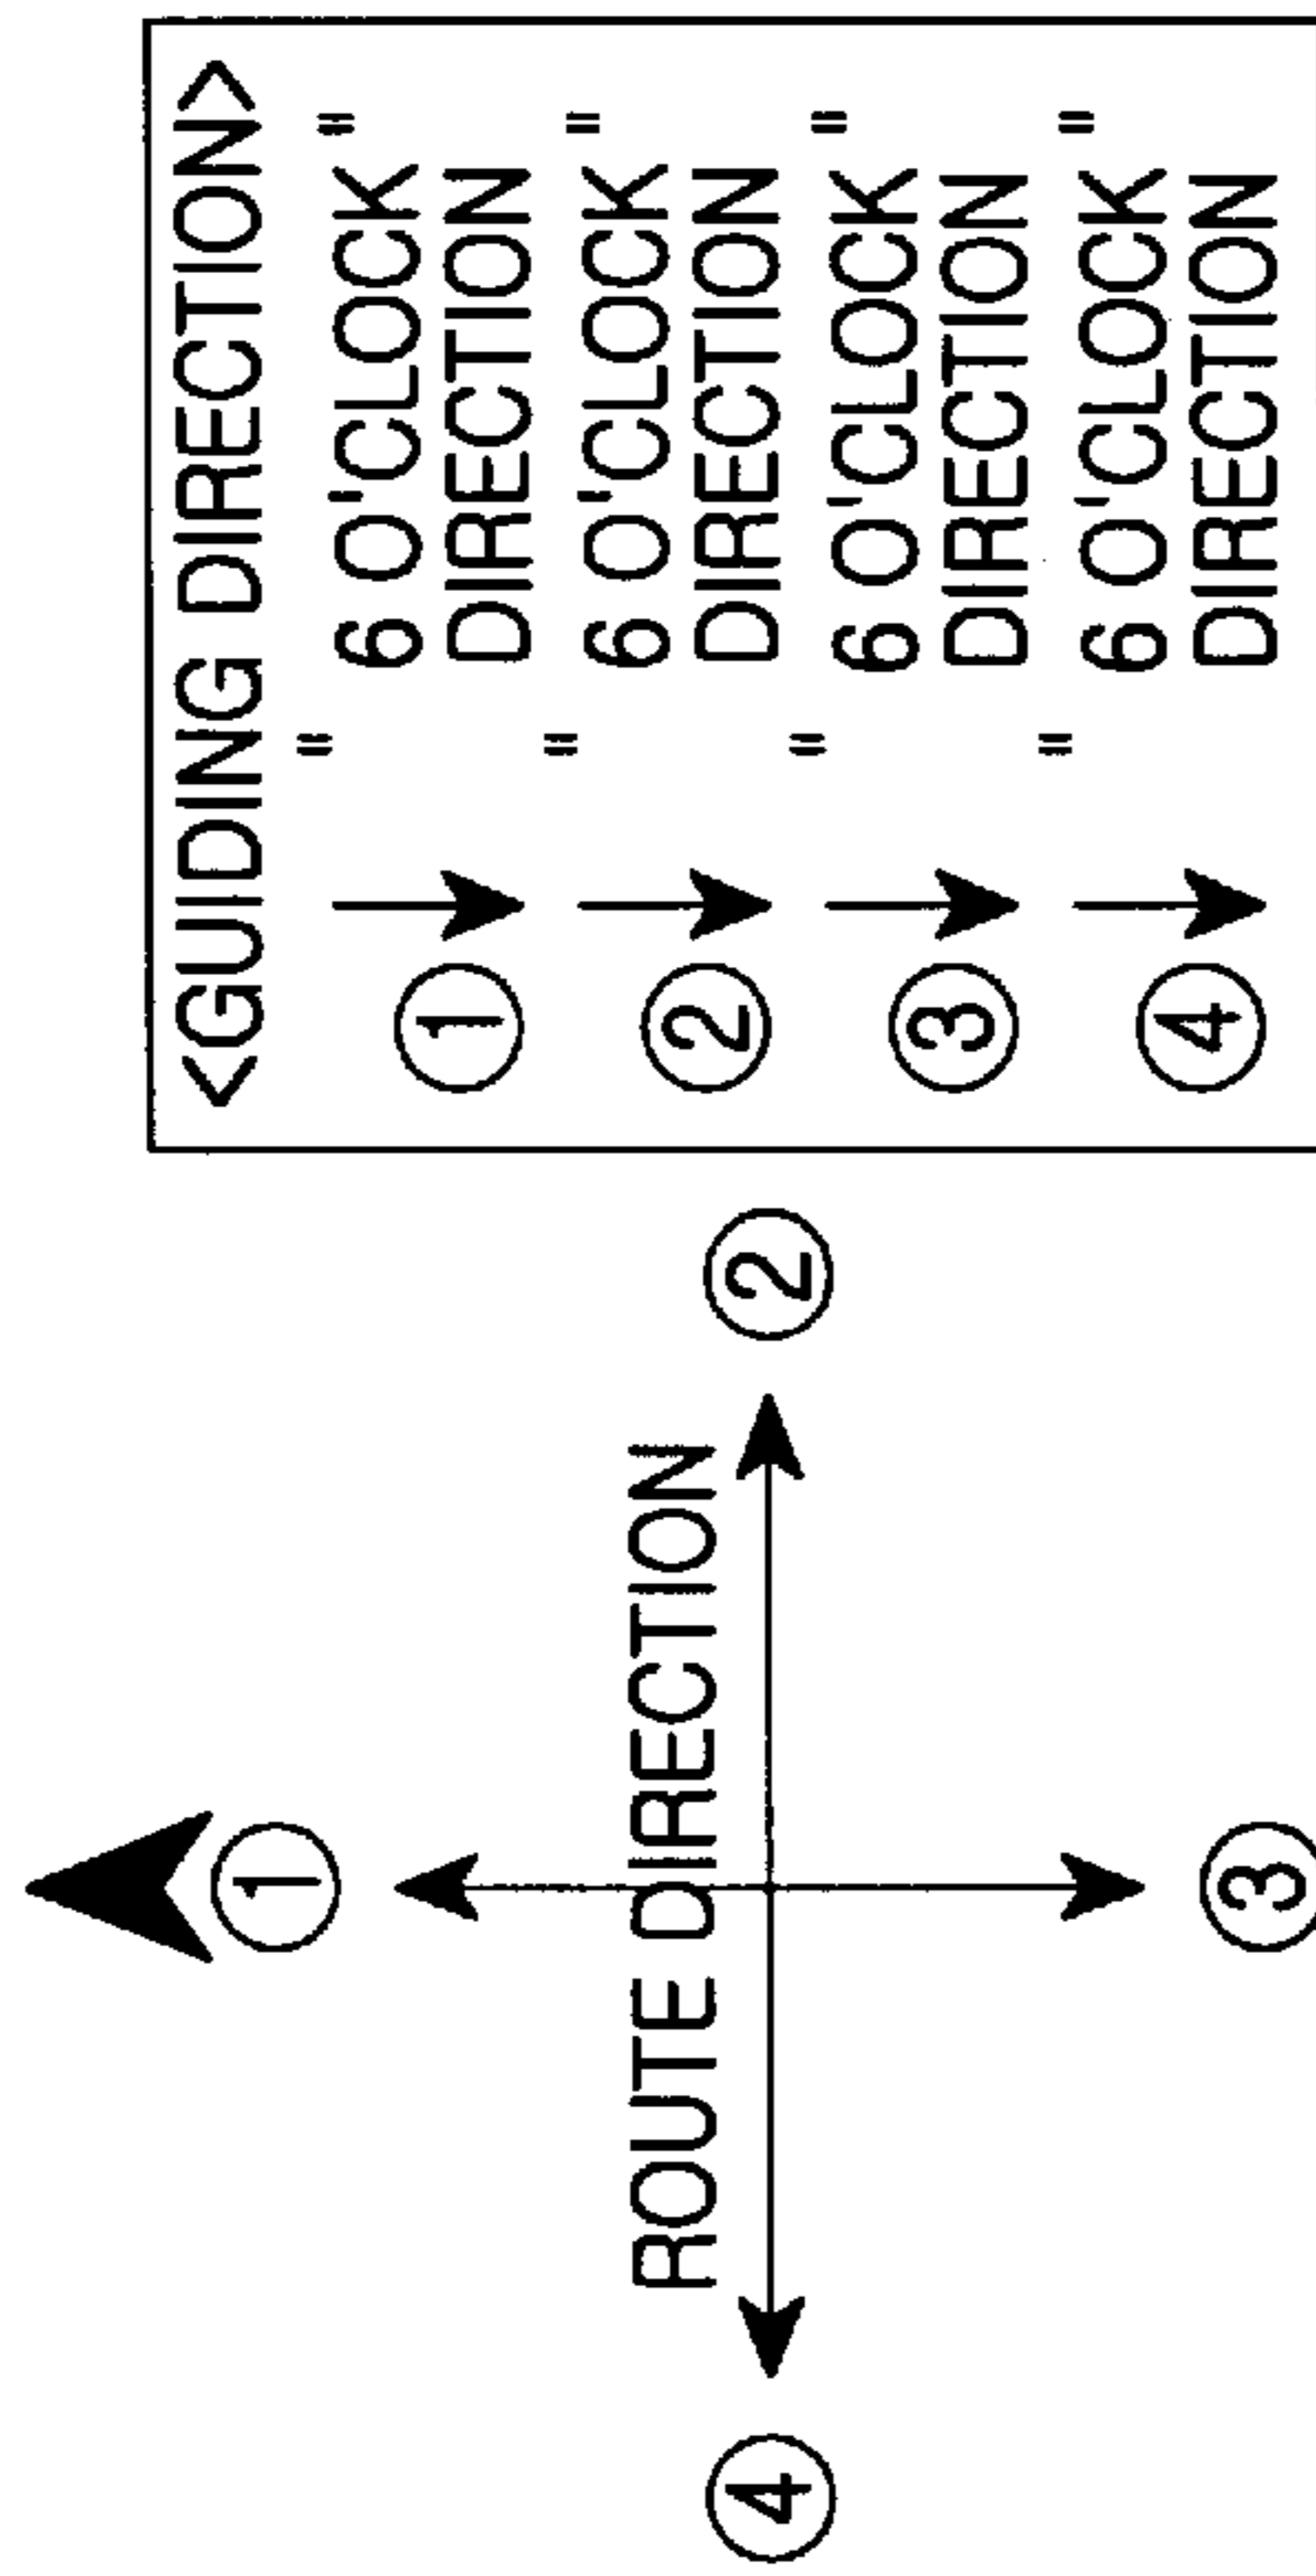 ①
ROUTE DIRECTION
④ ②
③
<GUIDING DIRECTION>
① "6 O'CLOCK"
DIRECTION
② "6 O'CLOCK"
DIRECTION
③ "6 O'CLOCK"
DIRECTION
④ "6 O'CLOCK"
DIRECTION